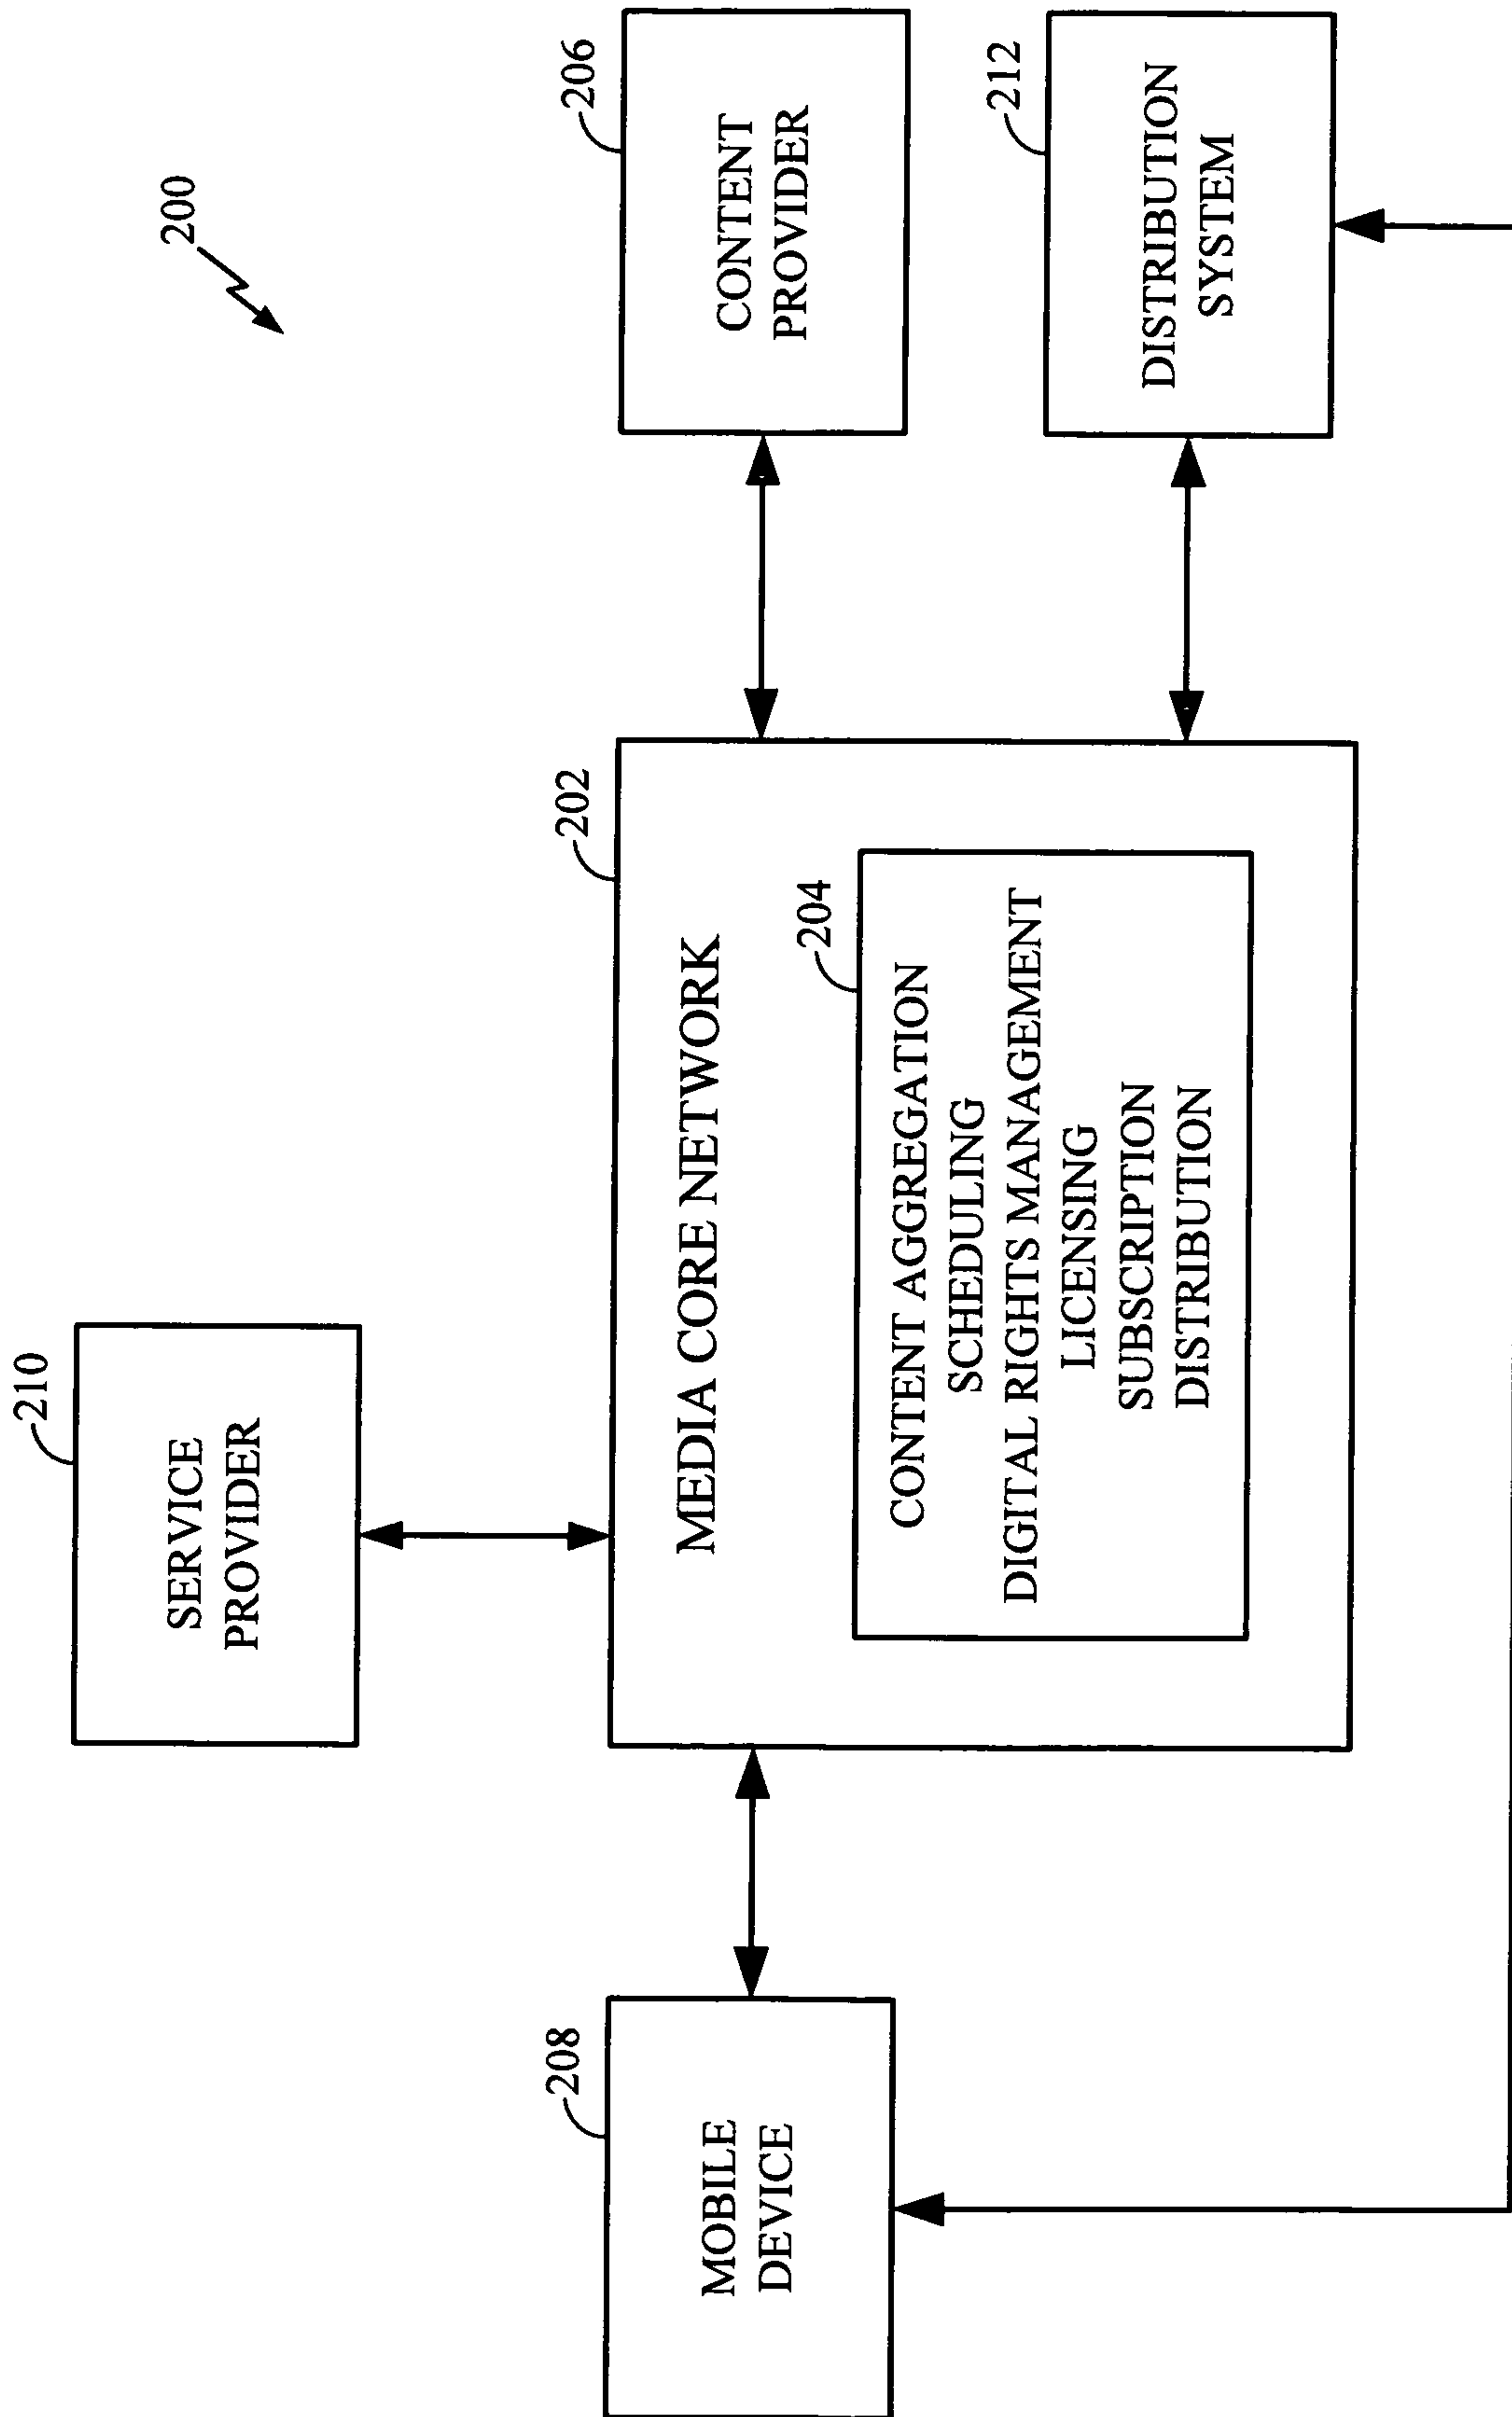 200
210
SERVICE
PROVIDER
208
MOBILE
DEVICE
202
MEDIA CORE NETWORK
204
CONTENT AGGREGATION
SCHEDULING
DIGITAL RIGHTS MANAGEMENT
LICENSING
SUBSCRIPTION
DISTRIBUTION
206
CONTENT
PROVIDER
212
DISTRIBUTION
SYSTEM